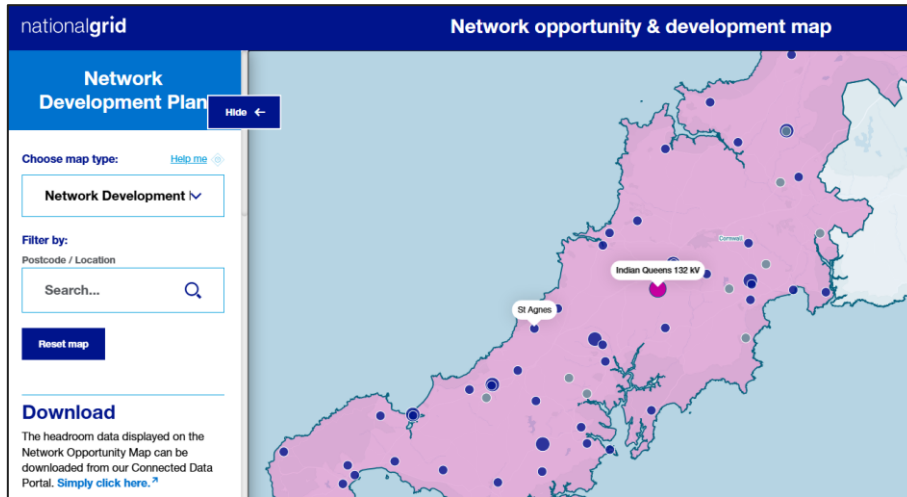 nationalgrid
Network opportunity & development map
Network
Development Plan
Hide ←
Choose map type:
Help me
Network Development
Filter by:
Postcode / Location
Search...
Reset map
Download
The headroom data displayed on the
Network Opportunity Map can be
downloaded from our Connected Data
Portal. Simply click here.↗
Cornwall
Indian Queens 132 kV
St Agnes